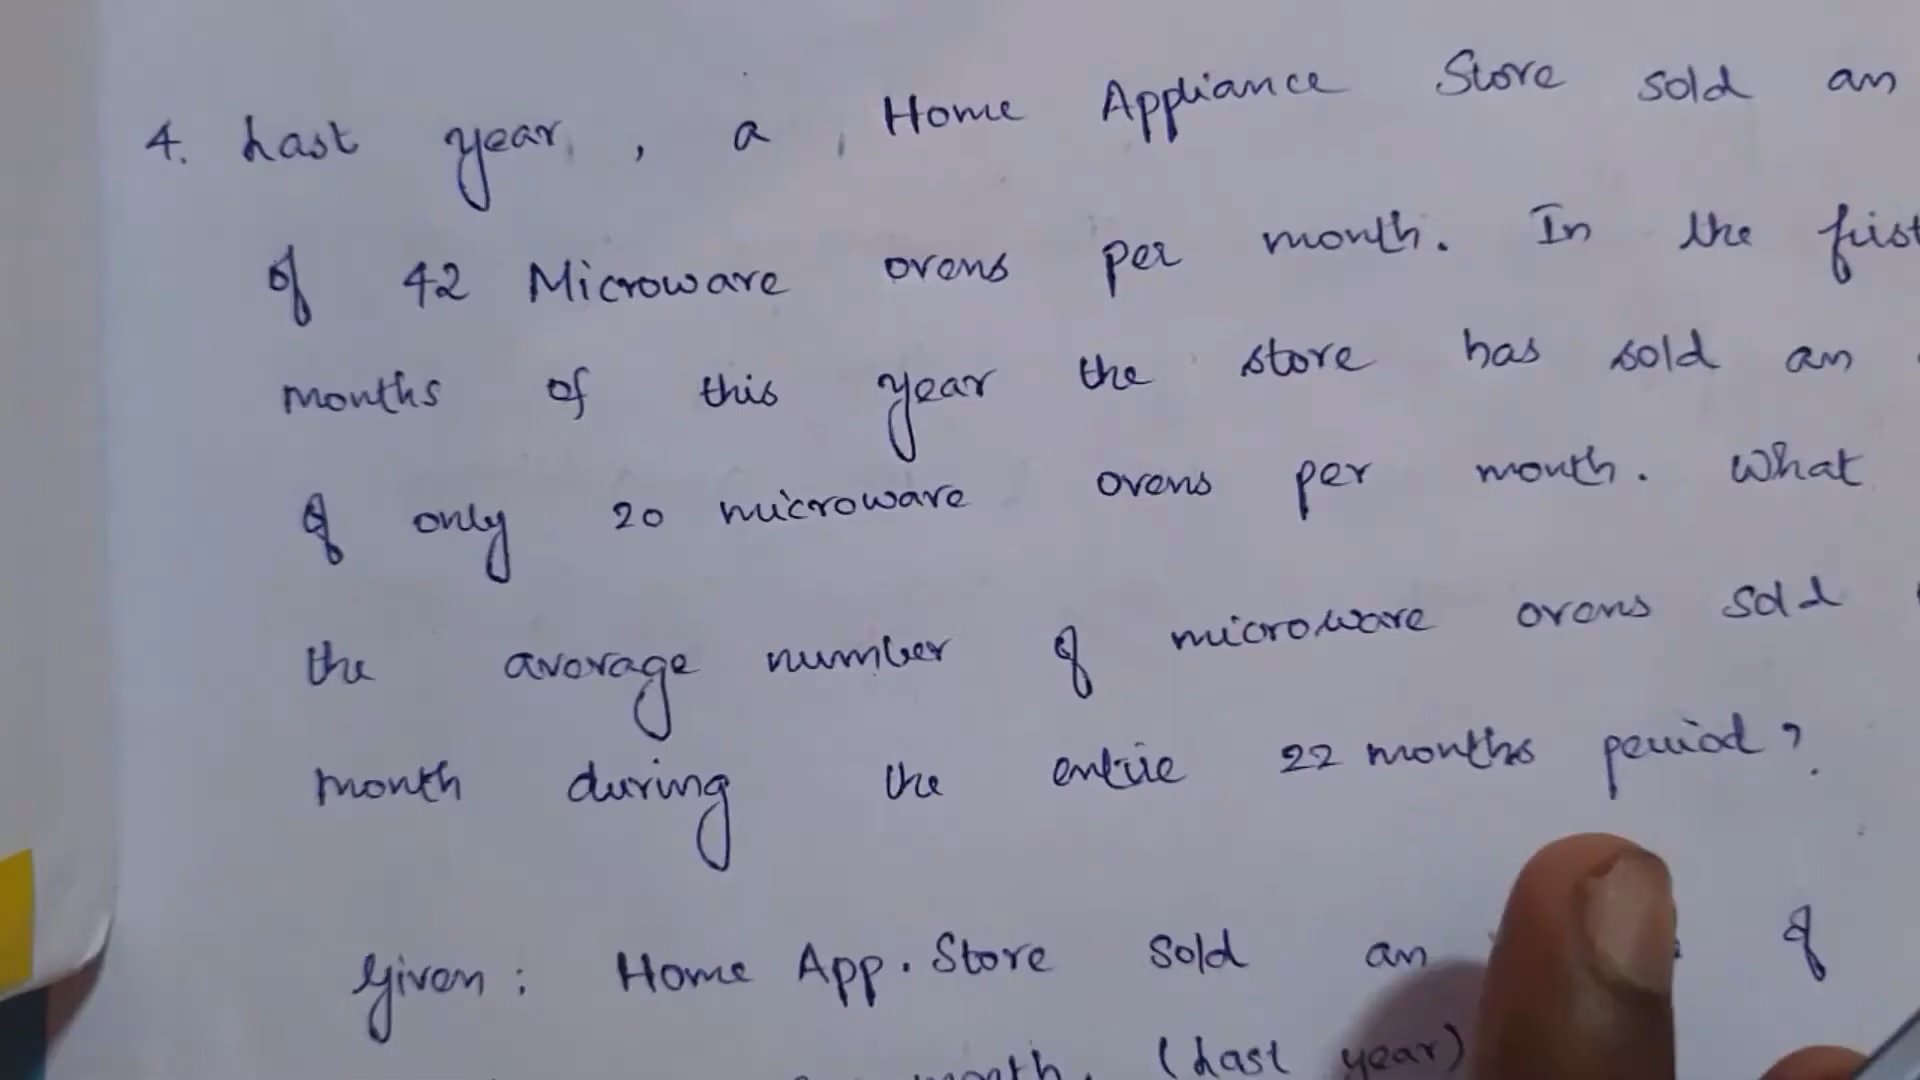 4. Last year, a Home Appliance Store sold an
of 42 Microware ovens per month. In the first
months of this year the store has sold an
of only 20 microware ovens per month. What
the average number of microware ovens sold
month during the entire 22 months period?
Given: Home App. Store sold an of
month. (Last year)